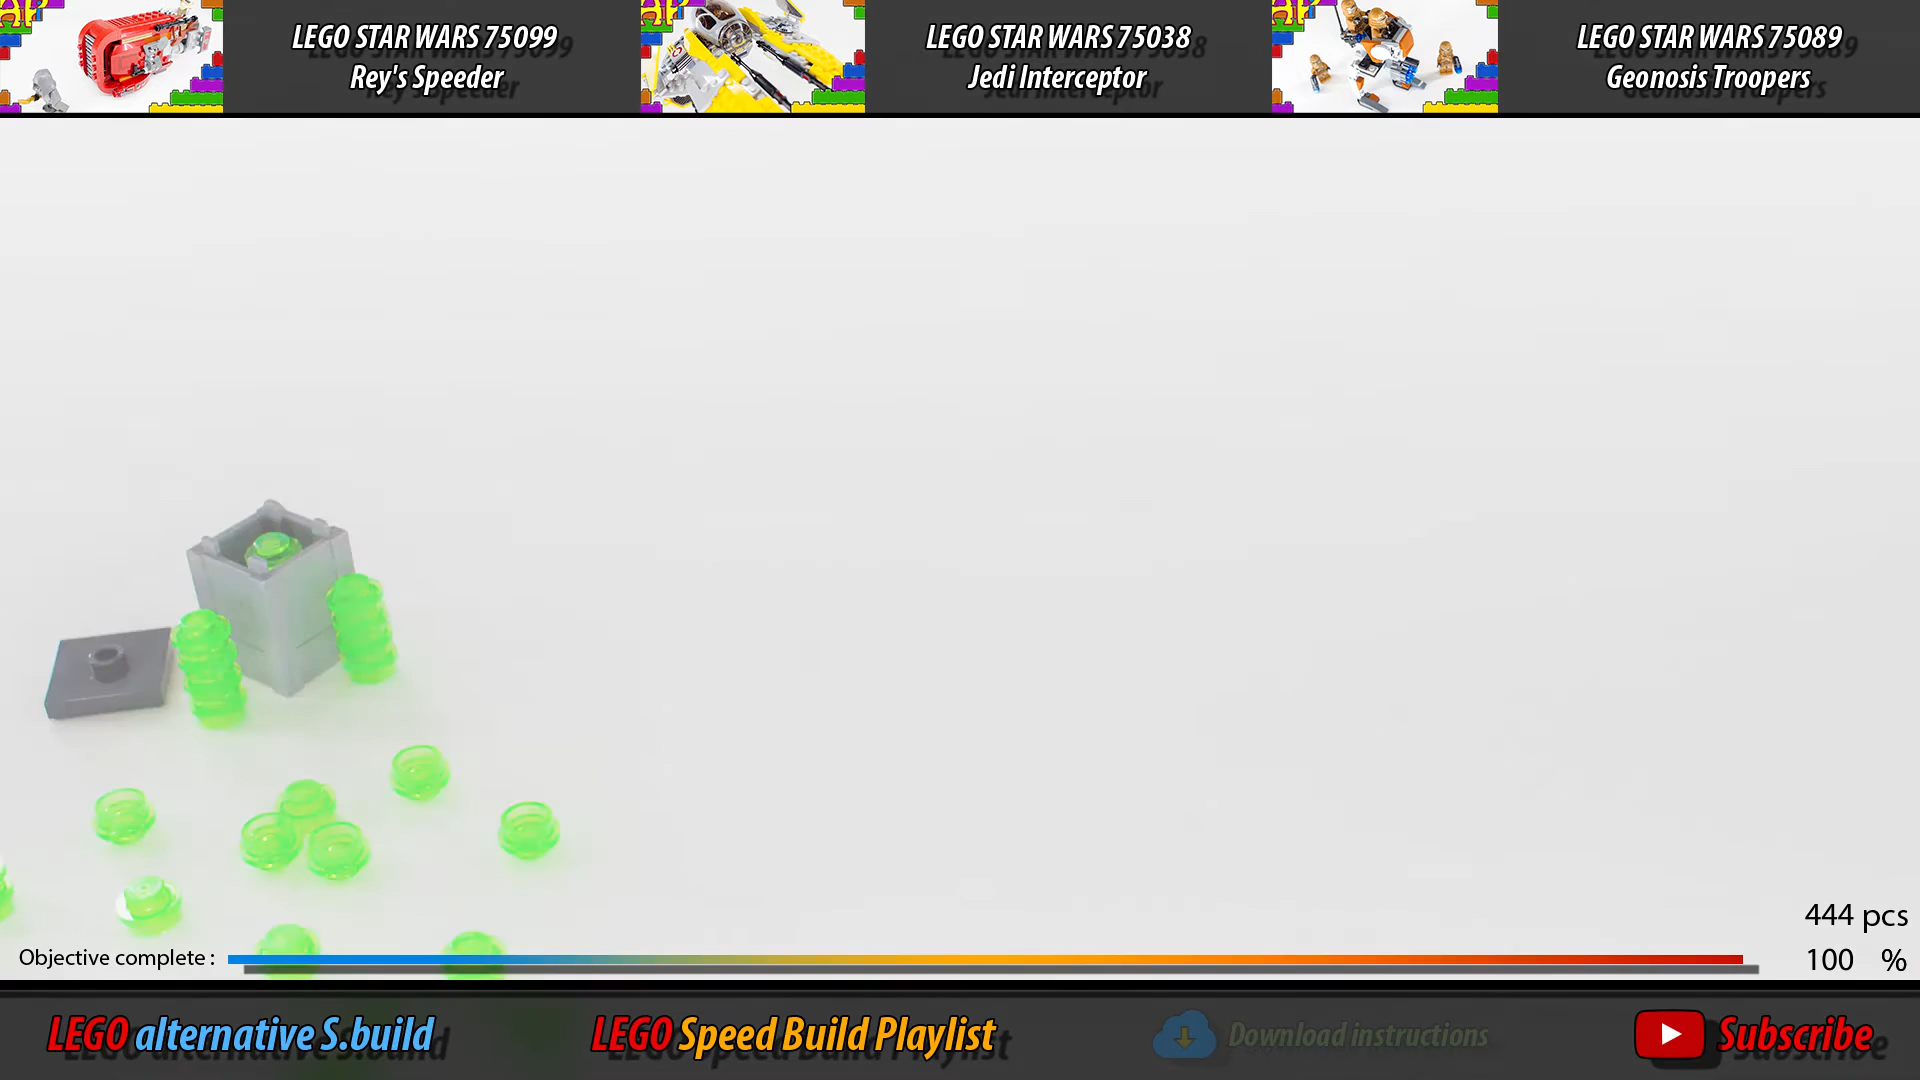 LEGO STAR WARS 75099
Rey's Speeder
LEGO STAR WARS 75038
Jedi Interceptor
LEGO STAR WARS 75089
Geonosis Troopers
444 pcs
Objective complete :
100 %
LEGO alternative S.build
LEGO Speed Build Playlist
Download instructions
Subscribe